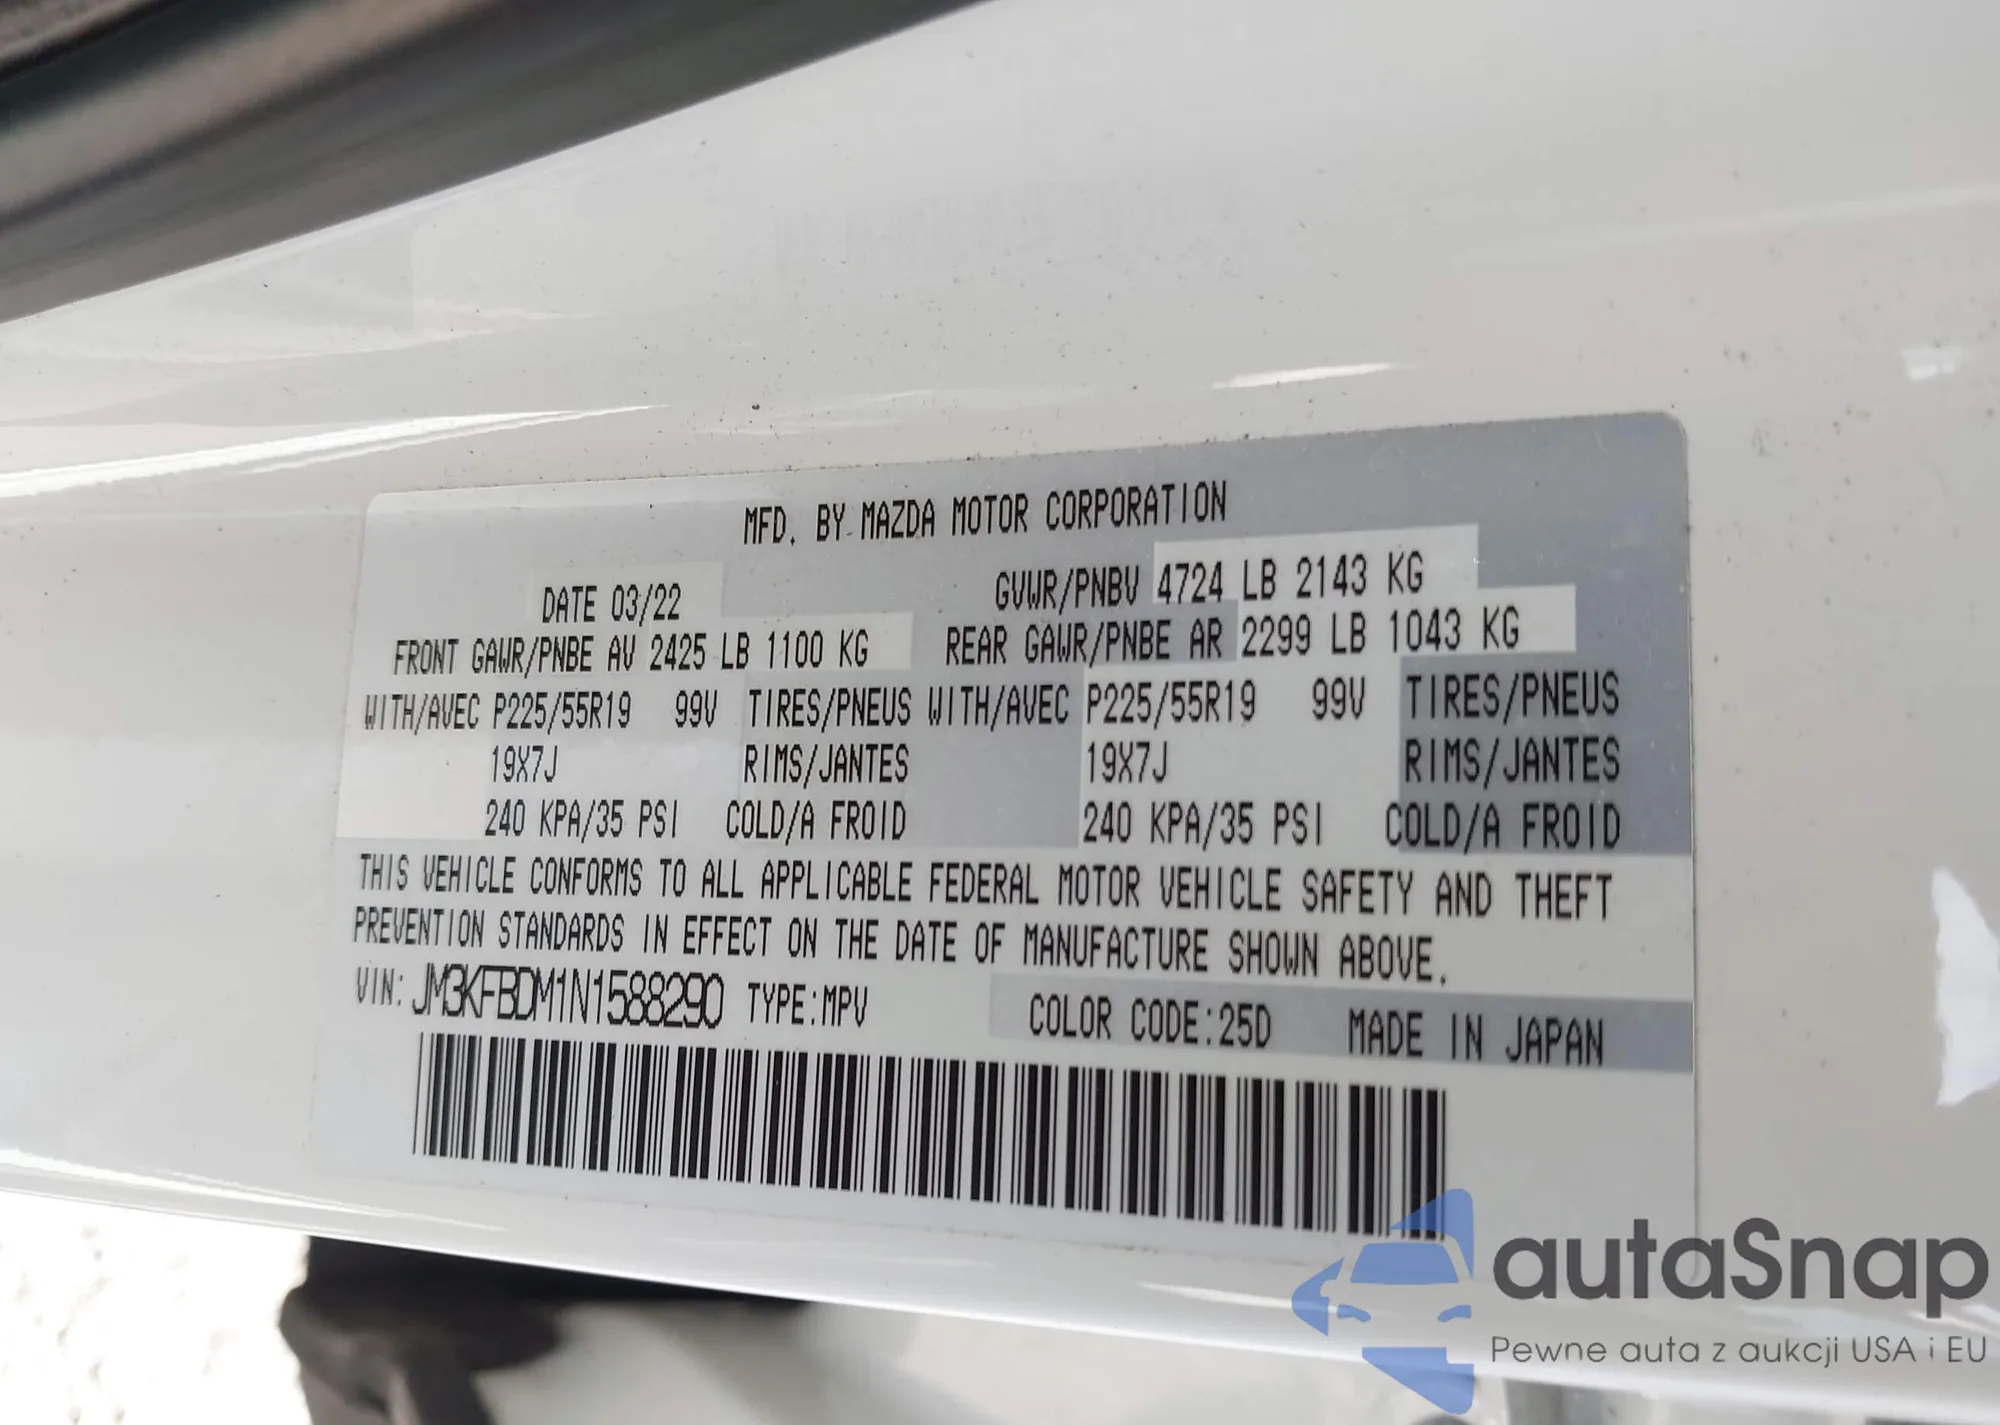 MFD. BY MAZDA MOTOR CORPORATION
DATE 03/22 GVWR/PNBV 4724 LB 2143 KG
FRONT GAWR/PNBE AV 2425 LB 1100 KG REAR GAWR/PNBE AR 2299 LB 1043 KG
WITH/AVEC P225/55R19 99V TIRES/PNEUS WITH/AVEC P225/55R19 99V TIRES/PNEUS
19X7J RIMS/JANTES 19X7J RIMS/JANTES
240 KPA/35 PSI COLD/A FROID 240 KPA/35 PSI COLD/A FROID
THIS VEHICLE CONFORMS TO ALL APPLICABLE FEDERAL MOTOR VEHICLE SAFETY AND THEFT
PREVENTION STANDARDS IN EFFECT ON THE DATE OF MANUFACTURE SHOWN ABOVE.
VIN: JM3KFBDM1N1588290 TYPE:MPV COLOR CODE:25D MADE IN JAPAN
autaSnap
Pewne auta z aukcji USA i EU